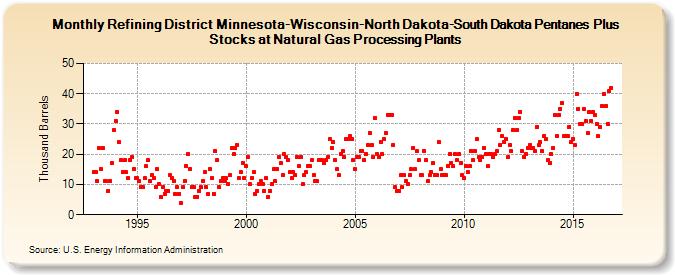 Monthly Refining District Minnesota-Wisconsin-North Dakota-South Dakota Pentanes Plus
Stocks at Natural Gas Processing Plants
Thousand Barrels
50
40
30
20
10
0
1995
2000
2005
2010
2015
Source: U.S. Energy Information Administration